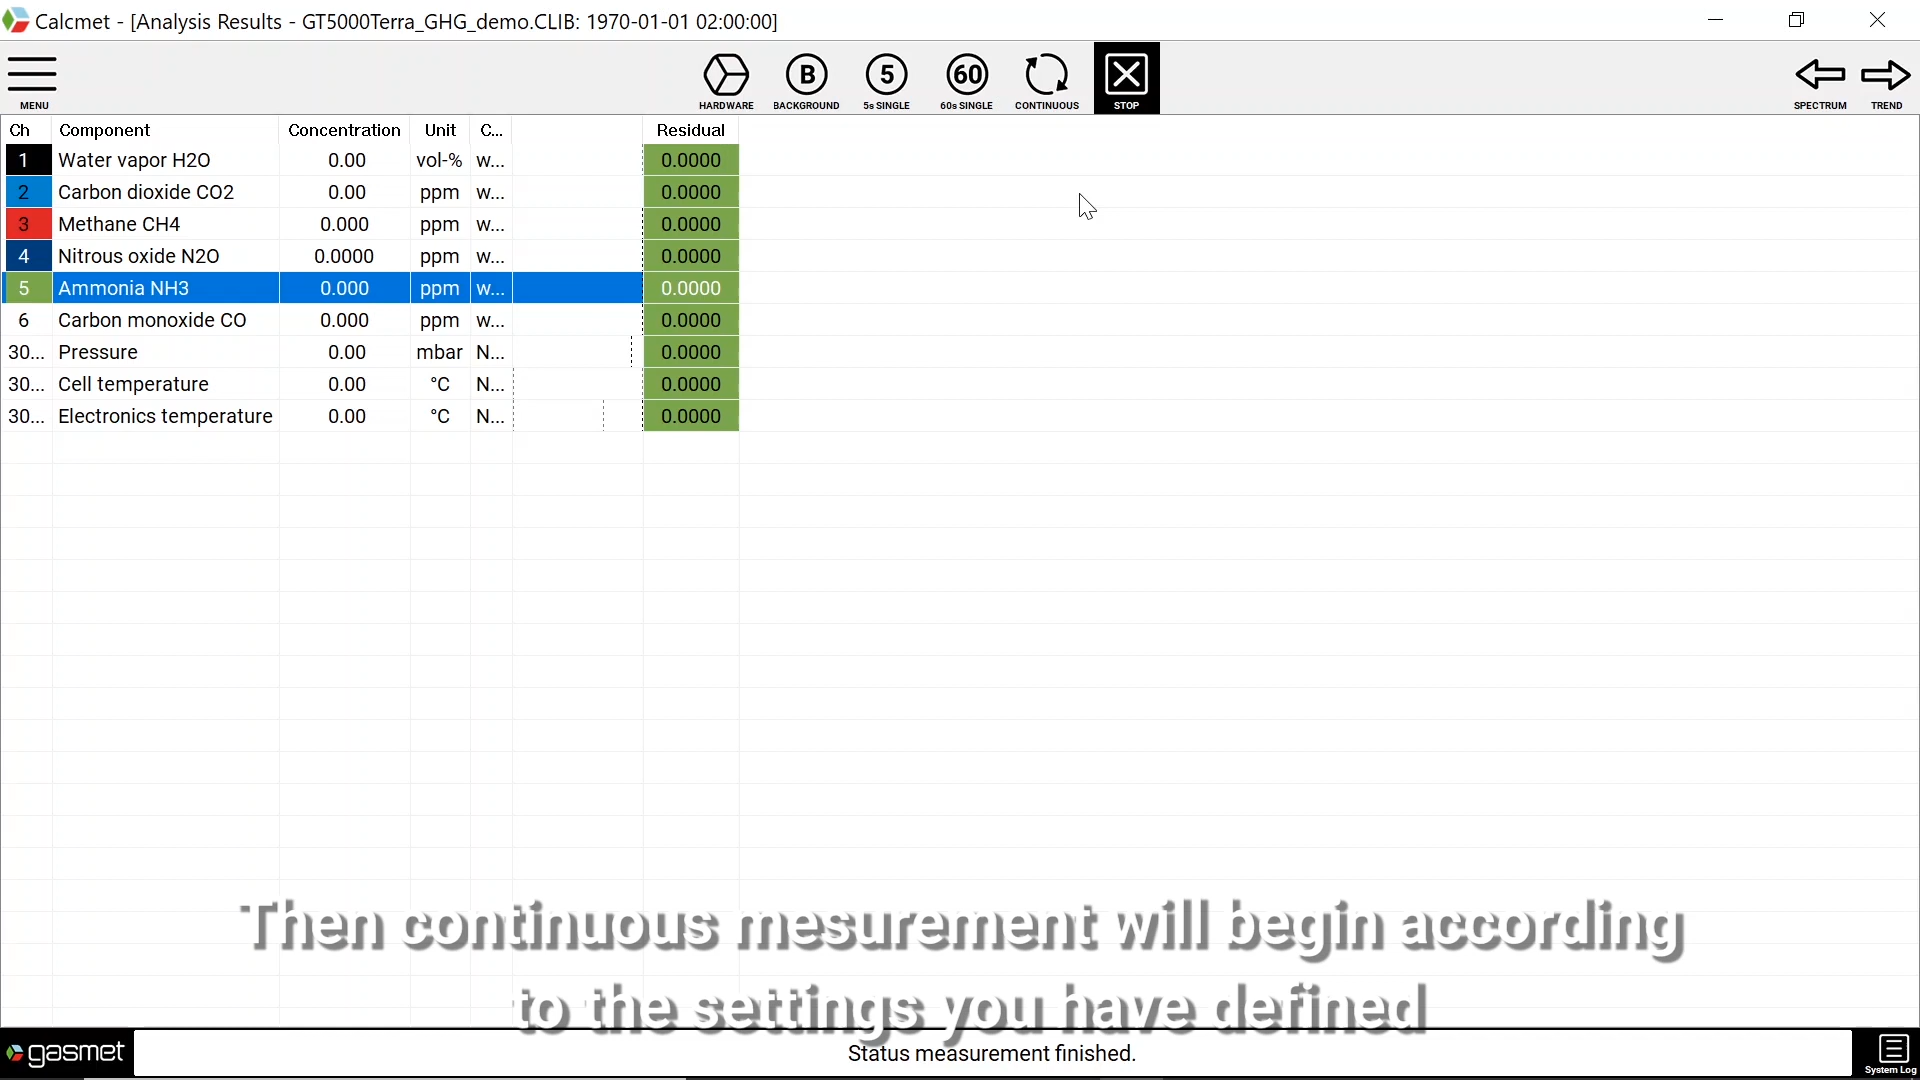 Calcmet - [Analysis Results - GT5000Terra_GHG_demo.CLIB: 1970-01-01 02:00:00]
MENU
HARDWARE
B BACKGROUND
5 5s SINGLE
60 60s SINGLE
CONTINUOUS
STOP
SPECTRUM
TREND
Ch Component Concentration Unit C... Residual
1 Water vapor H2O 0.00 vol-% w... 0.0000
2 Carbon dioxide CO2 0.00 ppm w... 0.0000
3 Methane CH4 0.000 ppm w... 0.0000
4 Nitrous oxide N2O 0.0000 ppm w... 0.0000
5 Ammonia NH3 0.000 ppm w... 0.0000
6 Carbon monoxide CO 0.000 ppm w... 0.0000
30... Pressure 0.00 mbar N... 0.0000
30... Cell temperature 0.00 °C N... 0.0000
30... Electronics temperature 0.00 °C N... 0.0000
Then continuous mesurement will begin according
to the settings you have defined
gasmet
Status measurement finished.
System Log